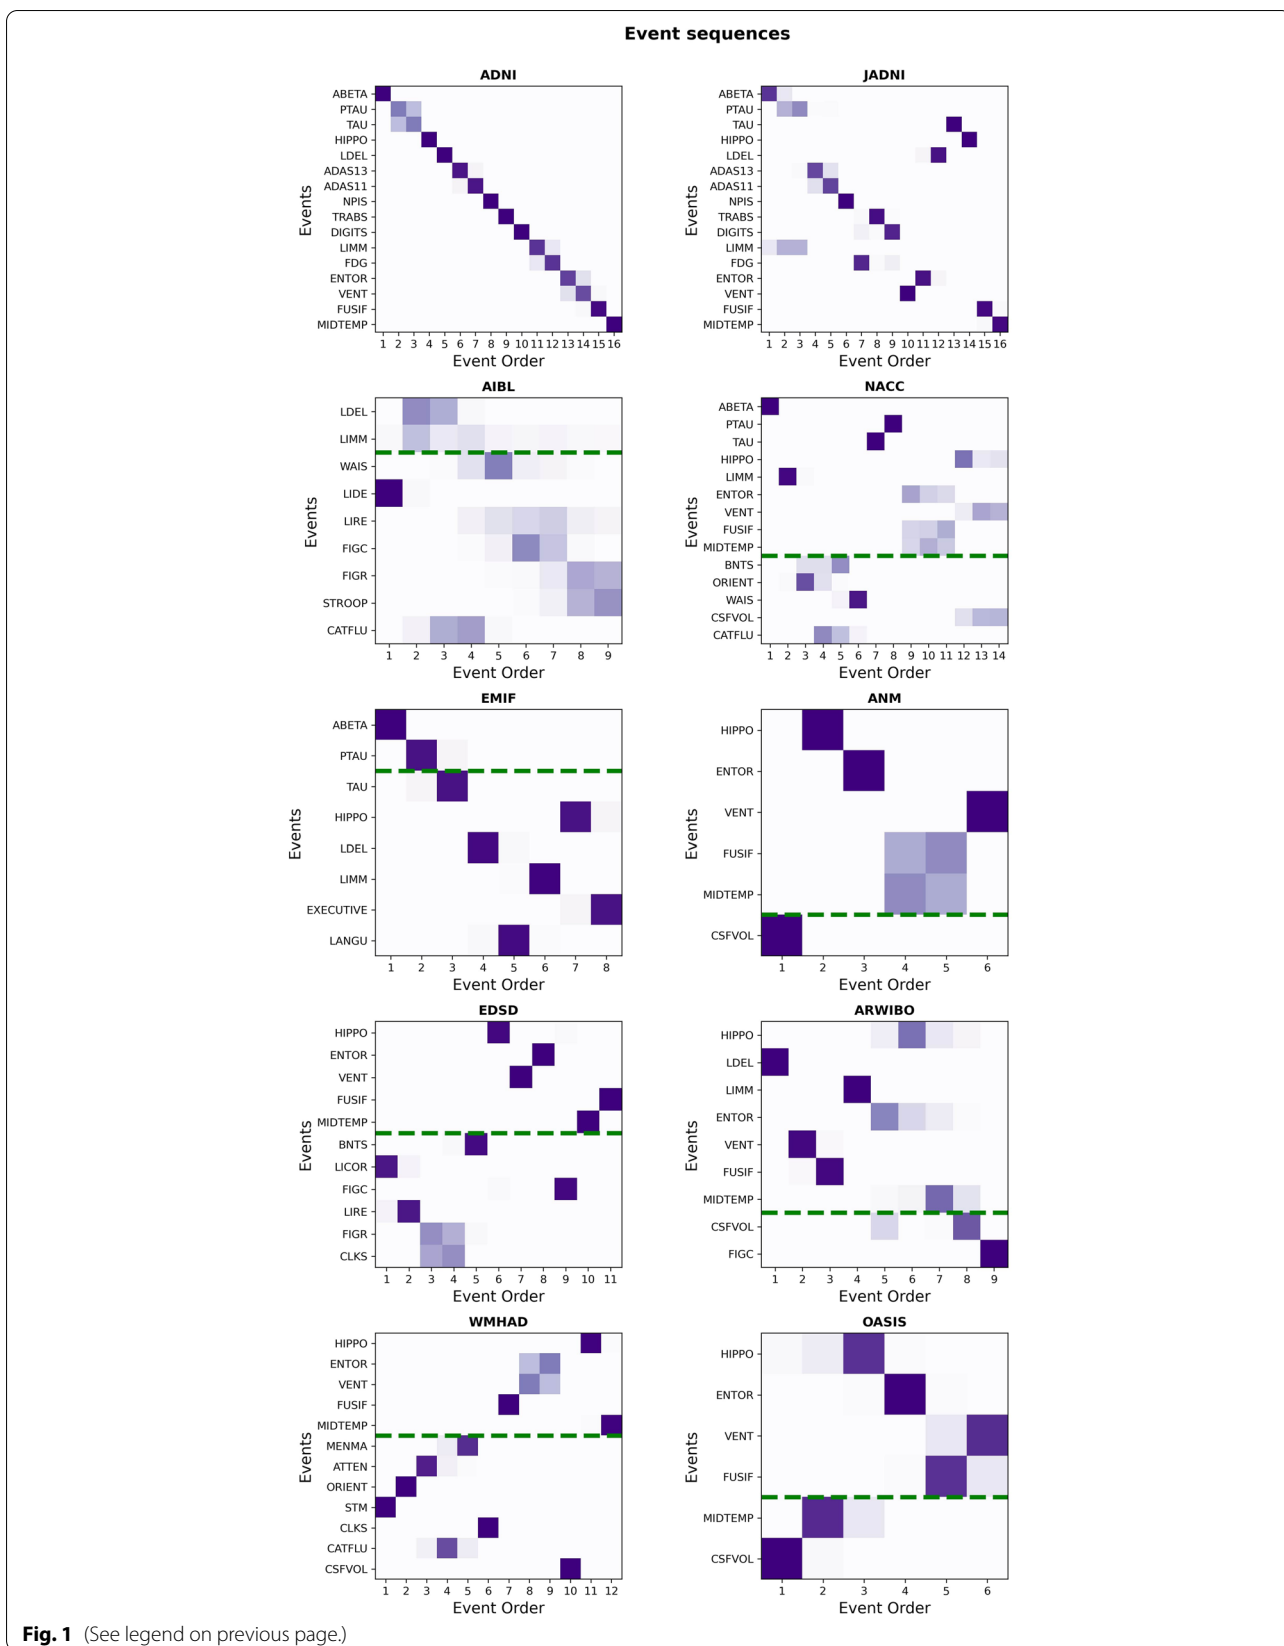 Event sequences
ADNI
Events
ABETA
PTAU
TAU
HIPPO
LDEL
ADAS13
ADAS11
NPIS
TRABS
DIGITS
LIMM
FDG
ENTOR
VENT
FUSIF
MIDTEMP
1 2 3 4 5 6 7 8 9 10 11 12 13 14 15 16
Event Order
JADNI
Events
ABETA
PTAU
TAU
HIPPO
LDEL
ADAS13
ADAS11
NPIS
TRABS
DIGITS
LIMM
FDG
ENTOR
VENT
FUSIF
MIDTEMP
1 2 3 4 5 6 7 8 9 10 11 12 13 14 15 16
Event Order
AIBL
Events
LDEL
LIMM
WAIS
LIDE
LIRE
FIGC
FIGR
STROOP
CATFLU
1 2 3 4 5 6 7 8 9
Event Order
NACC
Events
ABETA
PTAU
TAU
HIPPO
LIMM
ENTOR
VENT
FUSIF
MIDTEMP
BNTS
ORIENT
WAIS
CSFVOL
CATFLU
1 2 3 4 5 6 7 8 9 10 11 12 13 14
Event Order
EMIF
Events
ABETA
PTAU
TAU
HIPPO
LDEL
LIMM
EXECUTIVE
LANGU
1 2 3 4 5 6 7 8
Event Order
ANM
Events
HIPPO
ENTOR
VENT
FUSIF
MIDTEMP
CSFVOL
1 2 3 4 5 6
Event Order
EDSD
Events
HIPPO
ENTOR
VENT
FUSIF
MIDTEMP
BNTS
LICOR
FIGC
LIRE
FIGR
CLKS
1 2 3 4 5 6 7 8 9 10 11
Event Order
ARWIBO
Events
HIPPO
LDEL
LIMM
ENTOR
VENT
FUSIF
MIDTEMP
CSFVOL
FIGC
1 2 3 4 5 6 7 8 9
Event Order
WMHAD
Events
HIPPO
ENTOR
VENT
FUSIF
MIDTEMP
MENMA
ATTEN
ORIENT
STM
CLKS
CATFLU
CSFVOL
1 2 3 4 5 6 7 8 9 10 11 12
Event Order
OASIS
Events
HIPPO
ENTOR
VENT
FUSIF
MIDTEMP
CSFVOL
1 2 3 4 5 6
Event Order
Fig. 1 (See legend on previous page.)